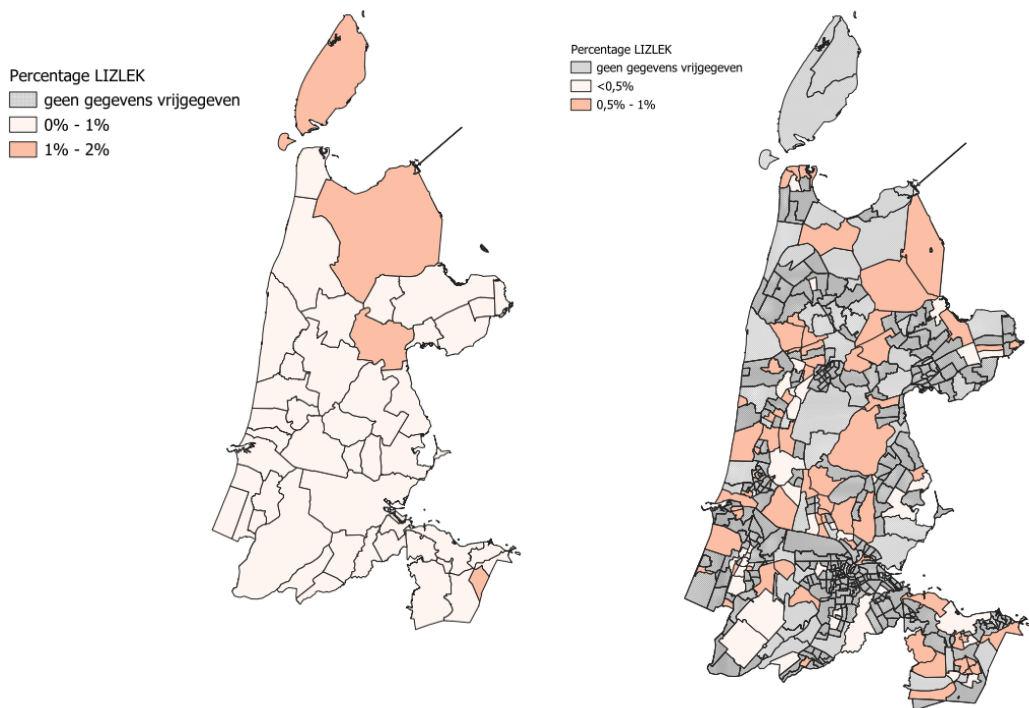 Percentage LIZLEK
geen gegevens vrijgegeven
0% - 1%
1% - 2%
Percentage LIZLEK
geen gegevens vrijgegeven
<0,5%
0,5% - 1%